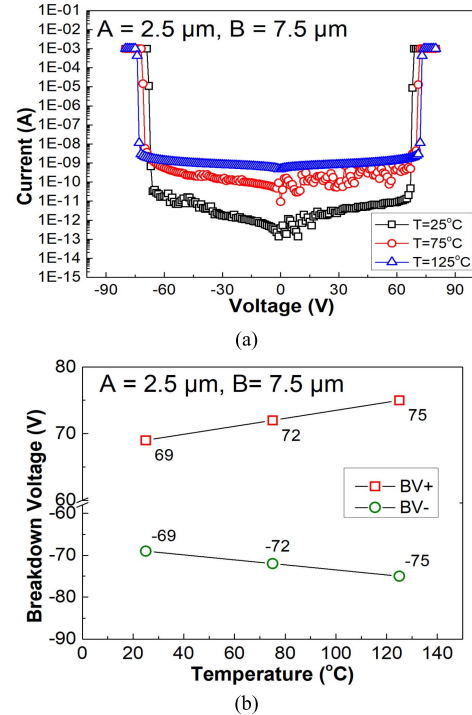 A = 2.5 µm, B = 7.5 µm
1E-03
1E-04
1E-05
1E-06
1E-07
1E-08
1E-09
1E-10
1E-11
1E-12
1E-13
1E-14
1E-15
Current (A)
T=25°C
T=75°C
T=125°C
-90 -60 -30 0 30 60 90
Voltage (V)
(a)
A = 2.5 µm, B= 7.5 µm
80
70
60
-60
-70
-80
-90
Breakdown Voltage (V)
69
72
75
BV+
BV-
-69
-72
-75
0 20 40 60 80 100 120 140
Temperature (°C)
(b)